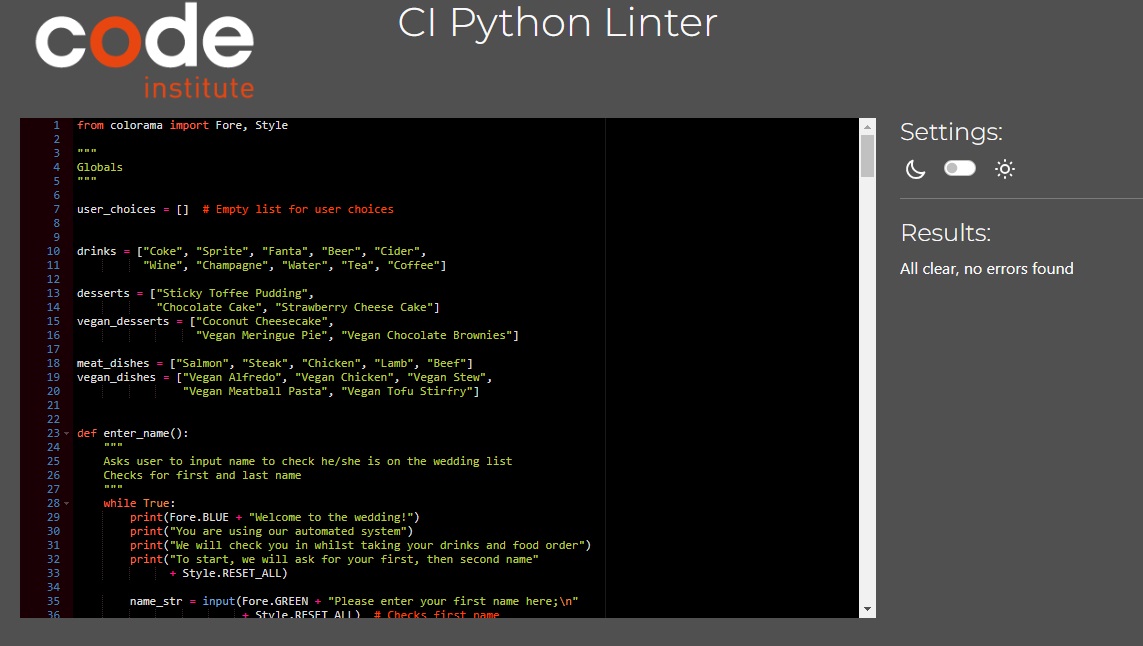 code
institute
CI Python Linter
1 from colorama import Fore, Style
2
3 """
4 Globals
5 """
6
7 user_choices = []  # Empty list for user choices
8
9
10 drinks = ["Coke", "Sprite", "Fanta", "Beer", "Cider",
11           "Wine", "Champagne", "Water", "Tea", "Coffee"]
12
13 desserts = ["Sticky Toffee Pudding",
14             "Chocolate Cake", "Strawberry Cheese Cake"]
15 vegan_desserts = ["Coconut Cheesecake",
16                   "Vegan Meringue Pie", "Vegan Chocolate Brownies"]
17
18 meat_dishes = ["Salmon", "Steak", "Chicken", "Lamb", "Beef"]
19 vegan_dishes = ["Vegan Alfredo", "Vegan Chicken", "Vegan Stew",
20                 "Vegan Meatball Pasta", "Vegan Tofu Stirfry"]
21
22
23 def enter_name():
24     """
25     Asks user to input name to check he/she is on the wedding list
26     Checks for first and last name
27     """
28     while True:
29         print(Fore.BLUE + "Welcome to the wedding!")
30         print("You are using our automated system")
31         print("We will check you in whilst taking your drinks and food order")
32         print("To start, we will ask for your first, then second name"
33               + Style.RESET_ALL)
34
35         name_str = input(Fore.GREEN + "Please enter your first name here;\n"
36                          + Style.RESET_ALL)  # Checks first name
Settings:
Results:
All clear, no errors found